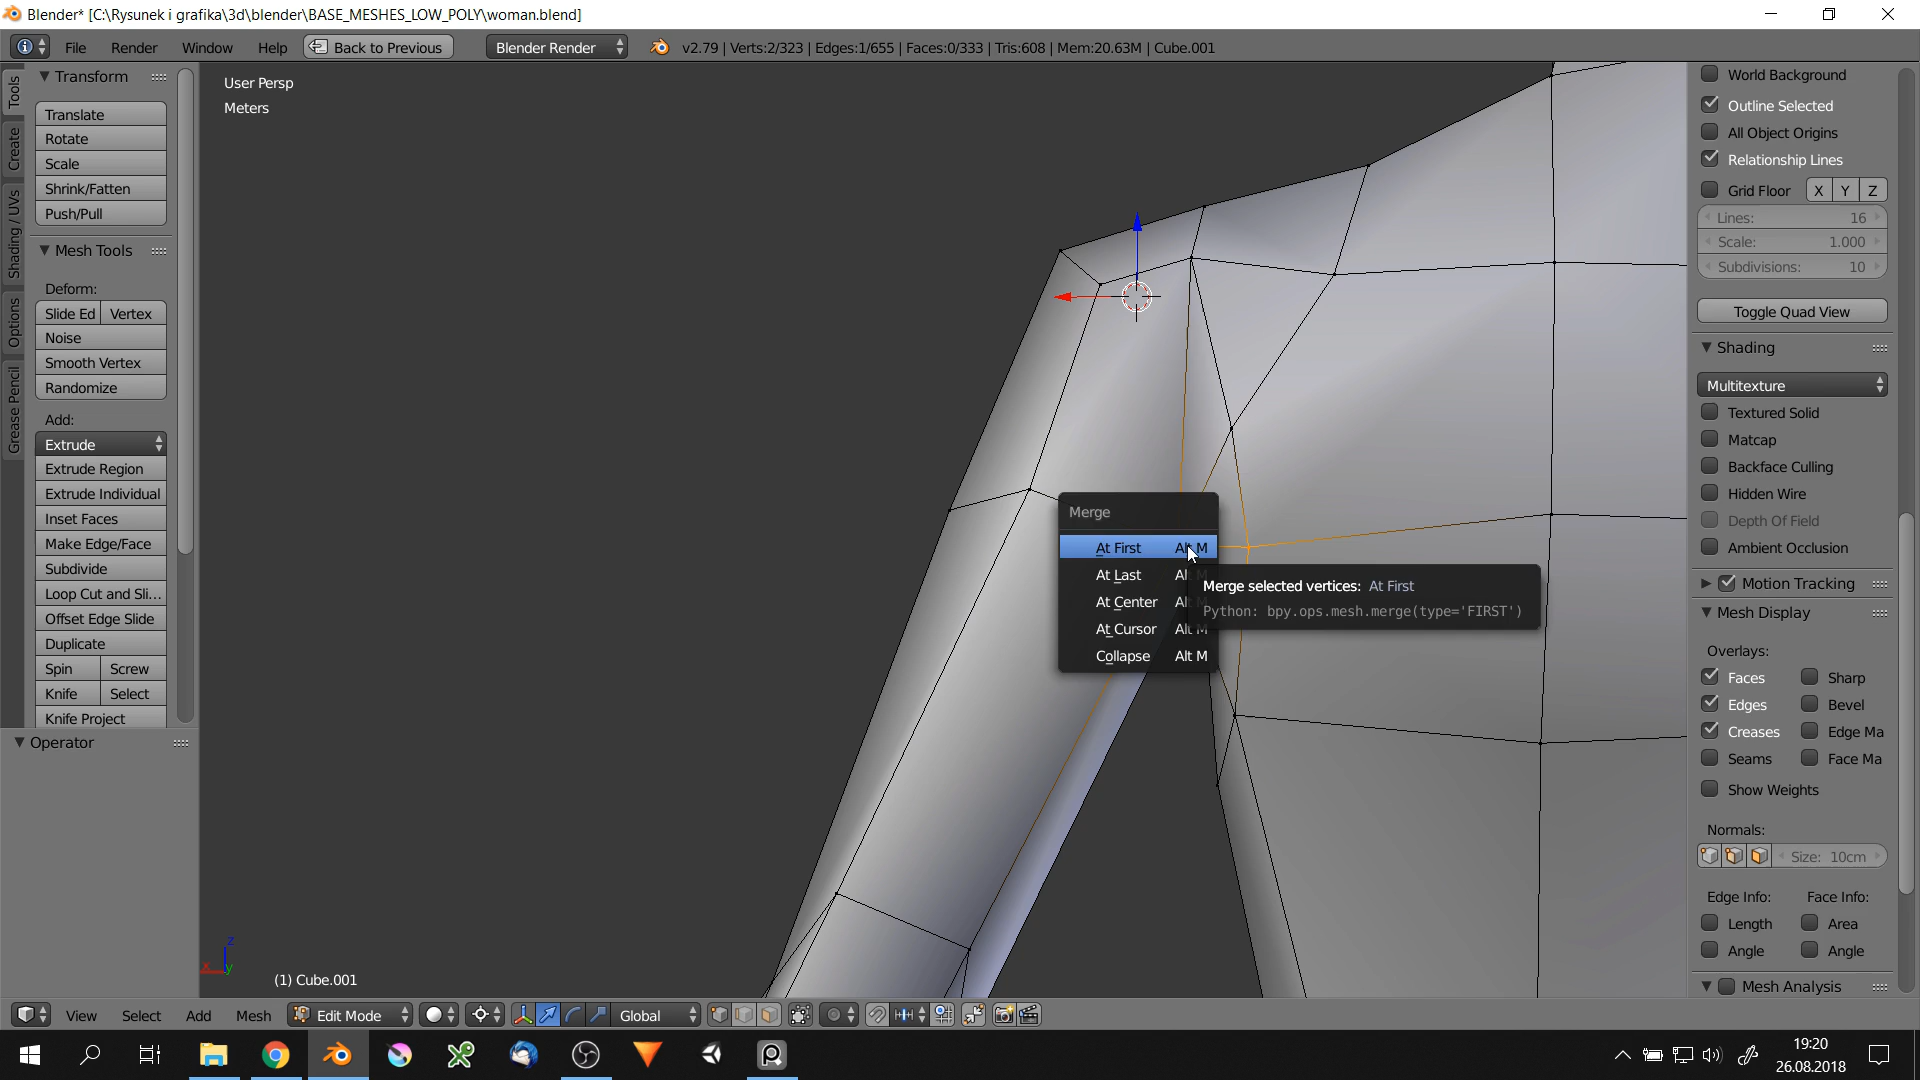 Blender* [C:\Rysunek i grafika\3d\blender\BASE_MESHES_LOW_POLY\woman.blend]
File Render Window Help Back to Previous Blender Render v2.79 | Verts:2/323 | Edges:1/655 | Faces:0/333 | Tris:608 | Mem:20.63M | Cube.001
Tools
Create
Shading / UVs
Options
Grease Pencil
Transform
Translate
Rotate
Scale
Shrink/Fatten
Push/Pull
Mesh Tools
Deform:
Slide Ed Vertex
Noise
Smooth Vertex
Randomize
Add:
Extrude
Extrude Region
Extrude Individual
Inset Faces
Make Edge/Face
Subdivide
Loop Cut and Sli...
Offset Edge Slide
Duplicate
Spin Screw
Knife Select
Knife Project
Operator
User Persp
Meters
Merge
At First Alt M
At Last Al
At Center Alt
At Cursor Alt M
Collapse Alt M
Merge selected vertices: At First
Python: bpy.ops.mesh.merge(type='FIRST')
z
x y
(1) Cube.001
World Background
Outline Selected
All Object Origins
Relationship Lines
Grid Floor X Y Z
Lines: 16
Scale: 1.000
Subdivisions: 10
Toggle Quad View
Shading
Multitexture
Textured Solid
Matcap
Backface Culling
Hidden Wire
Depth Of Field
Ambient Occlusion
Motion Tracking
Mesh Display
Overlays:
Faces Sharp
Edges Bevel
Creases Edge Ma
Seams Face Ma
Show Weights
Normals:
Size: 10cm
Edge Info: Face Info:
Length Area
Angle Angle
Mesh Analysis
View Select Add Mesh Edit Mode Global
19:20
26.08.2018